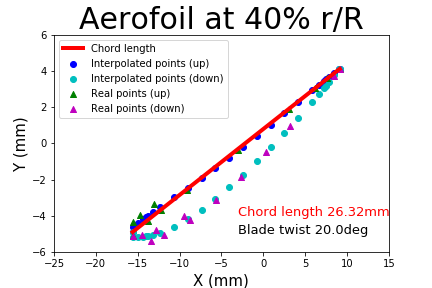 Aerofoil at 40% r/R
Chord length
Interpolated points (up)
Interpolated points (down)
Real points (up)
Real points (down)
Chord length 26.32mm
Blade twist 20.0deg
Y (mm)
6
4
2
0
−2
−4
−6
−25
−20
−15
−10
−5
0
5
10
15
X (mm)